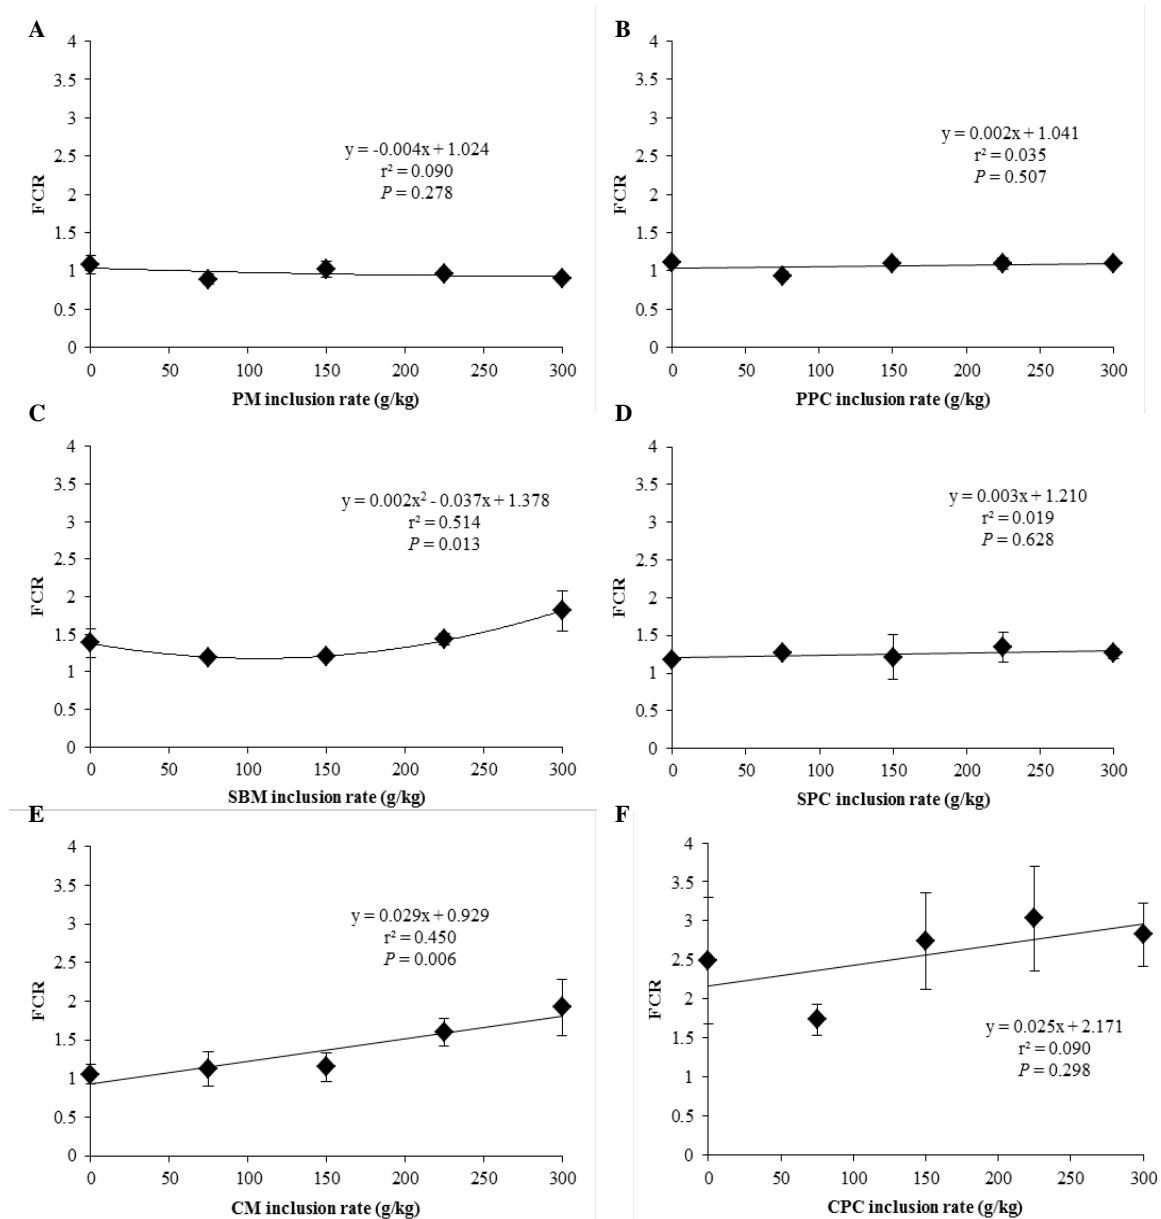 A
4
3.5
3
2.5
2
1.5
1
0.5
0
FCR
y = -0.004x + 1.024
r² = 0.090
P = 0.278
0 50 100 150 200 250 300
PM inclusion rate (g/kg)
B
4
3.5
3
2.5
2
1.5
1
0.5
0
FCR
y = 0.002x + 1.041
r² = 0.035
P = 0.507
0 50 100 150 200 250 300
PPC inclusion rate (g/kg)
C
4
3.5
3
2.5
2
1.5
1
0.5
0
FCR
y = 0.002x² - 0.037x + 1.378
r² = 0.514
P = 0.013
0 50 100 150 200 250 300
SBM inclusion rate (g/kg)
D
4
3.5
3
2.5
2
1.5
1
0.5
0
FCR
y = 0.003x + 1.210
r² = 0.019
P = 0.628
0 50 100 150 200 250 300
SPC inclusion rate (g/kg)
E
4
3.5
3
2.5
2
1.5
1
0.5
0
FCR
y = 0.029x + 0.929
r² = 0.450
P = 0.006
0 50 100 150 200 250 300
CM inclusion rate (g/kg)
F
4
3.5
3
2.5
2
1.5
1
0.5
0
FCR
y = 0.025x + 2.171
r² = 0.090
P = 0.298
0 50 100 150 200 250 300
CPC inclusion rate (g/kg)